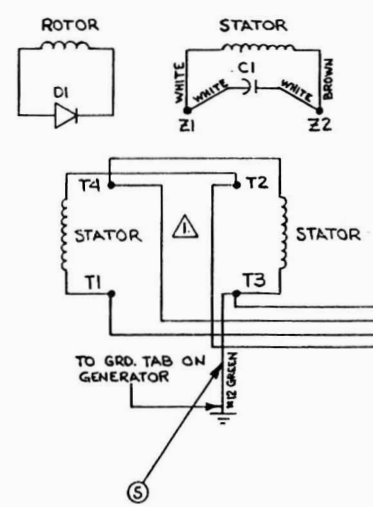 ROTOR
STATOR
D1
C1
WHITE
WHITE
WHITE
BROWN
Z1
Z2
T4
T2
STATOR
1.
STATOR
T1
T3
TO GRD. TAB ON
GENERATOR
#12 GREEN
5